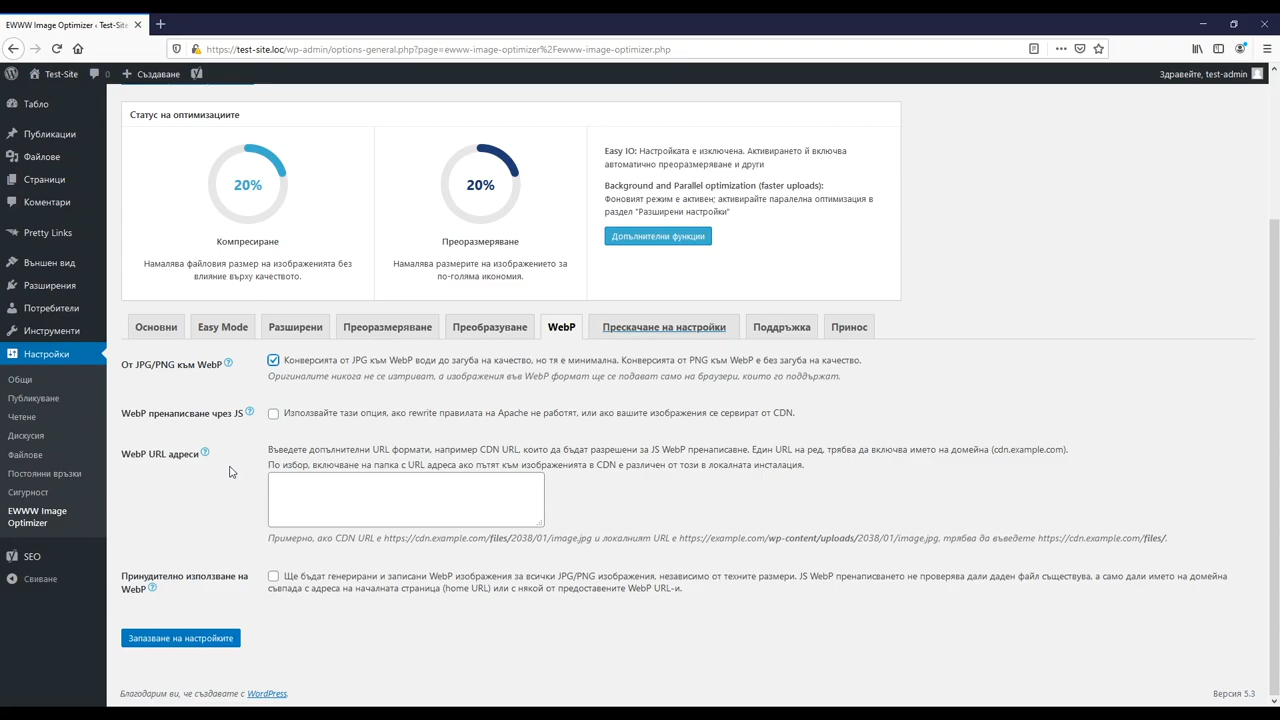 EWWW Image Optimizer ‹ Test-Site
https://test-site.loc/wp-admin/options-general.php?page=ewww-image-optimizer%2Fewww-image-optimizer.php
Test-Site
0
Създаване
Здравейте, test-admin
Табло
Публикации
Файлове
Страници
Коментари
Pretty Links
Външен вид
Разширения
Потребители
Инструменти
Настройки
Общи
Публикуване
Четене
Дискусия
Файлове
Постоянни връзки
Сигурност
EWWW Image
Optimizer
SEO
Свиване
Статус на оптимизациите
20%
Компресиране
Намалява файловия размер на изображенията без
влияние върху качеството.
20%
Преоразмеряване
Намалява размерите на изображението за
по-голяма икономия.
Easy IO: Настройката е изключена. Активирането й включва
автоматично преоразмеряване и други
Background and Parallel optimization (faster uploads):
Фоновият режим е активен; активирайте паралелна оптимизация в
раздел "Разширени настройки"
Допълнителни функции
Основни
Easy Mode
Разширени
Преоразмеряване
Преобразуване
WebP
Прескачане на настройки
Поддръжка
Принос
От JPG/PNG към WebP
Конверсията от JPG към WebP води до загуба на качество, но тя е минимална. Конверсията от PNG към WebP е без загуба на качество.
Оригиналите никога не се изтриват, а изображения във WebP формат ще се подават само на браузери, които го поддържат.
WebP пренаписване чрез JS
Използвайте тази опция, ако rewrite правилата на Apache не работят, или ако вашите изображения се сервират от CDN.
WebP URL адреси
Въведете допълнителни URL формати, например CDN URL, които да бъдат разрешени за JS WebP пренаписване. Един URL на ред, трябва да включва името на домейна (cdn.example.com).
По избор, включване на папка с URL адреса ако пътят към изображенията в CDN е различен от този в локалната инсталация.
Примерно, ако CDN URL е https://cdn.example.com/files/2038/01/image.jpg и локалният URL е https://example.com/wp-content/uploads/2038/01/image.jpg, трябва да въведете https://cdn.example.com/files/.
Принудително използване на
WebP
Ще бъдат генерирани и записани WebP изображения за всички JPG/PNG изображения, независимо от техните размери. JS WebP пренаписването не проверява дали даден файл съществува, а само дали името на домейна
съвпада с адреса на началната страница (home URL) или с някой от предоставените WebP URL-и.
Запазване на настройките
Благодарим ви, че създавате с WordPress.
Версия 5.3